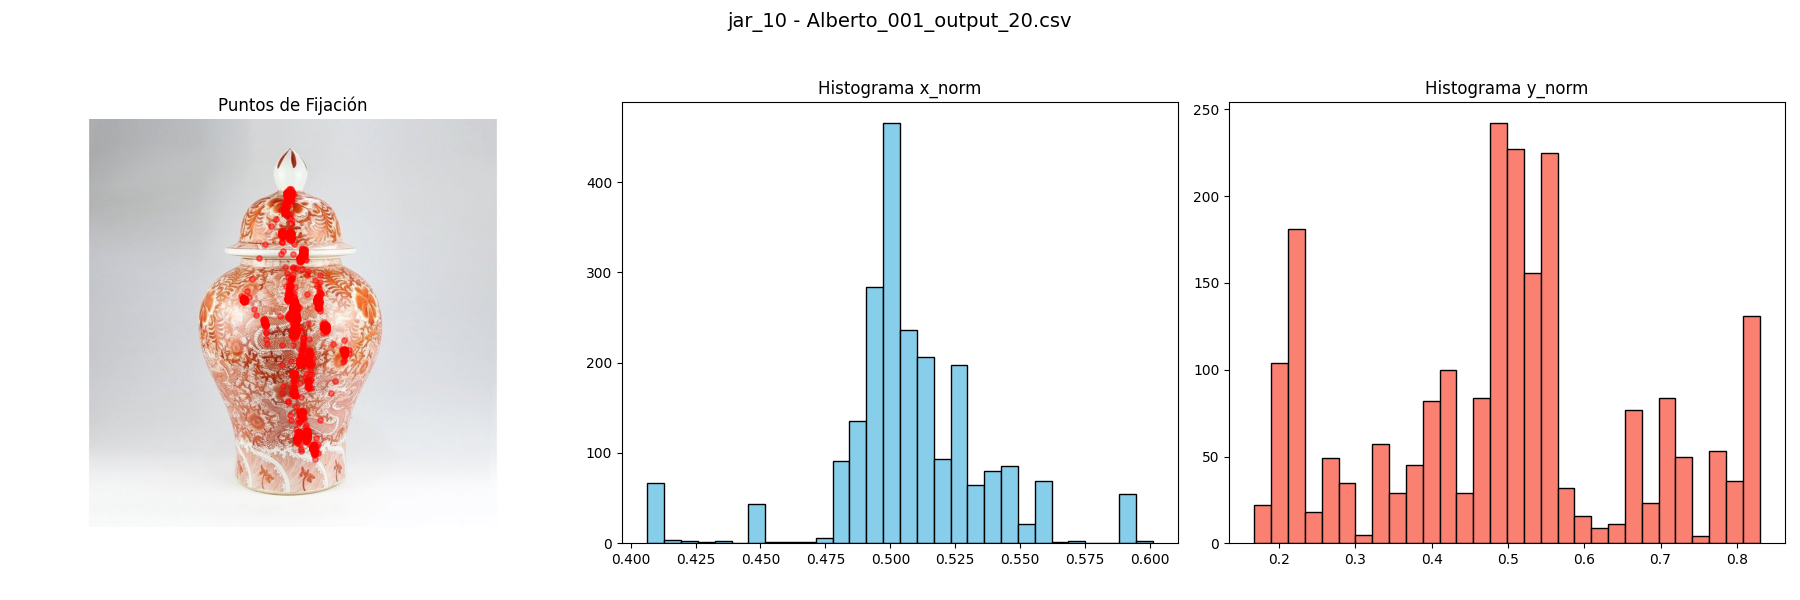 jar_10 - Alberto_001_output_20.csv
Puntos de Fijación
Histograma x_norm
400
300
200
100
0
0.400 0.425 0.450 0.475 0.500 0.525 0.550 0.575 0.600
Histograma y_norm
250
200
150
100
50
0
0.2 0.3 0.4 0.5 0.6 0.7 0.8